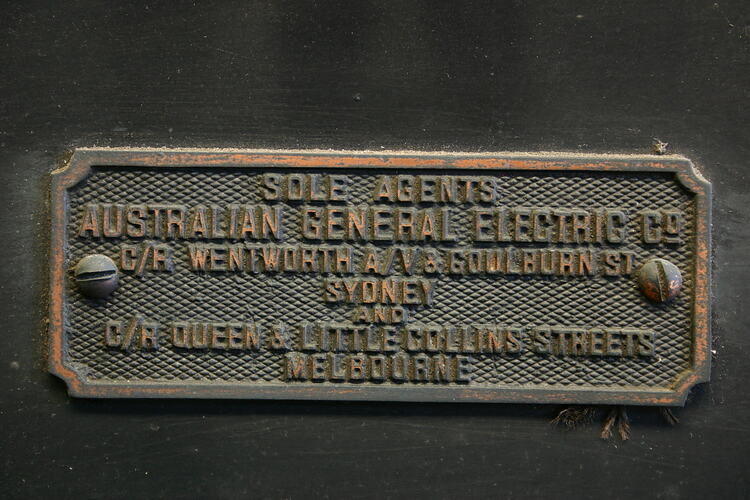 SOLE AGENTS
AUSTRALIAN GENERAL ELECTRIC Co
C/R WENTWORTH A/V & GOULBURN ST
SYDNEY
AND
C/R QUEEN & LITTLE COLLINS STREETS
MELBOURNE